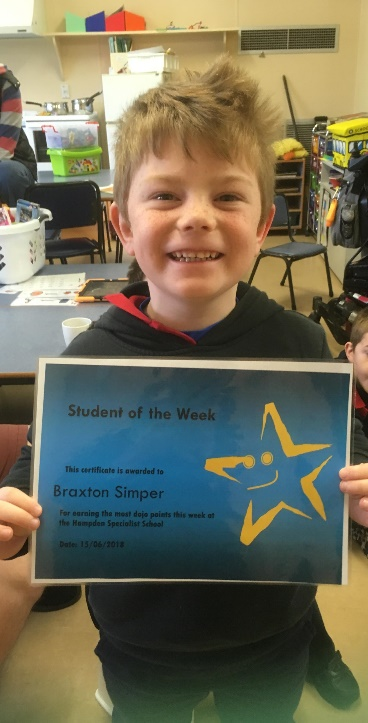 Student of the Week
This certificate is awarded to
Braxton Simper
For earning the most dojo points this week at
the Hampden Specialist School
Date: 15/06/2018